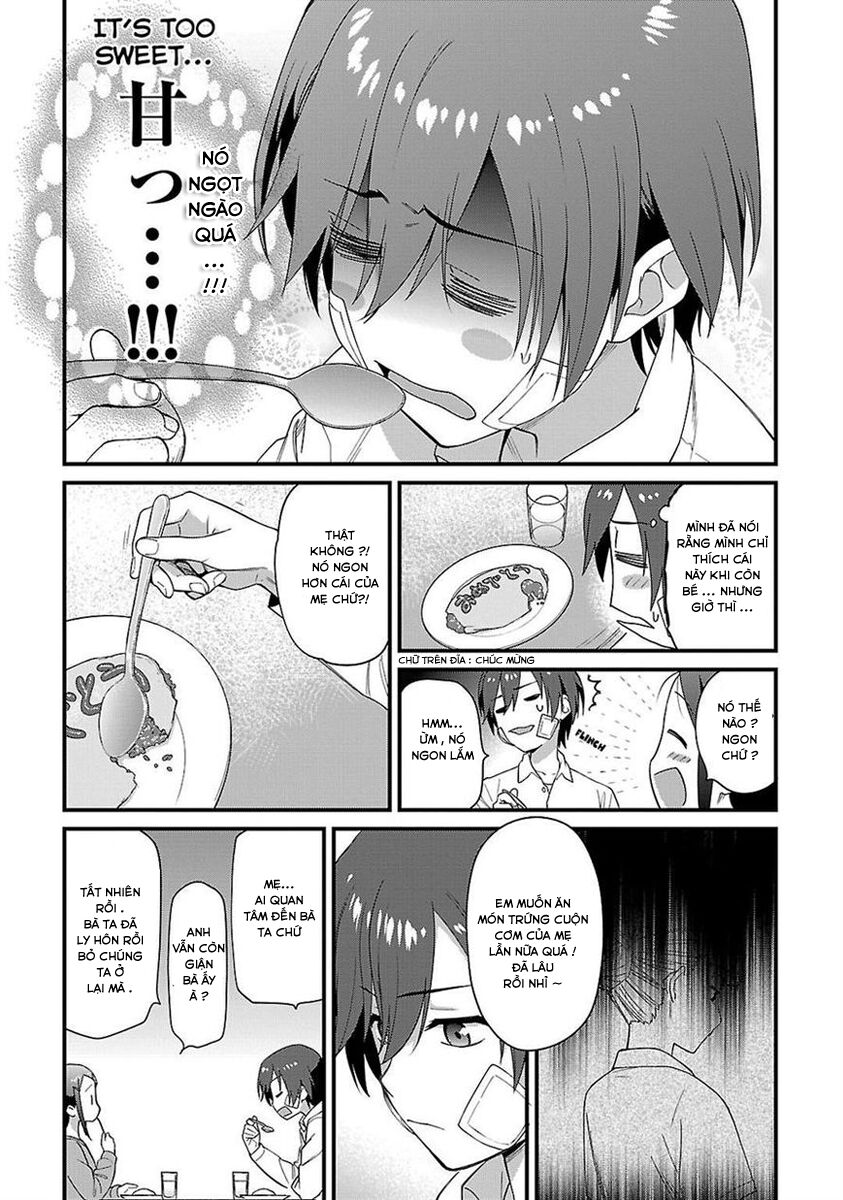 IT'S TOO
SWEET...
甘っ…!!!
NÓ
NGỌT
NGÀO
QUÁ
...
!!!
MÌNH ĐÃ NÓI
RẰNG MÌNH CHỈ
THÍCH CÁI
NÀY KHI CÒN
BÉ ... NHƯNG
GIỜ THÌ ...
THẬT
KHÔNG ?!
NÓ NGON
HƠN CÁI CỦA
MẸ CHỨ?!
CHỮ TRÊN ĐĨA : CHÚC MỪNG
NÓ THẾ
NÀO ?
NGON
CHỨ ?
FLINCH
HMM...
ỪM , NÓ
NGON LẮM
EM MUỐN ĂN
MÓN TRỨNG CUỘN
CƠM CỦA MẸ
LẦN NỮA QUÁ !
ĐÃ LÂU
RỒI NHỈ ~
MẸ...
AI QUAN
TÂM ĐẾN BÀ
TA CHỨ
ANH
VẪN CÒN
GIẬN
BÀ ẤY
À ?
TẤT NHIÊN
RỒI .
BÀ TA ĐÃ
LY HÔN RỒI
BỎ CHÚNG
TA Ở
LẠI MÀ .